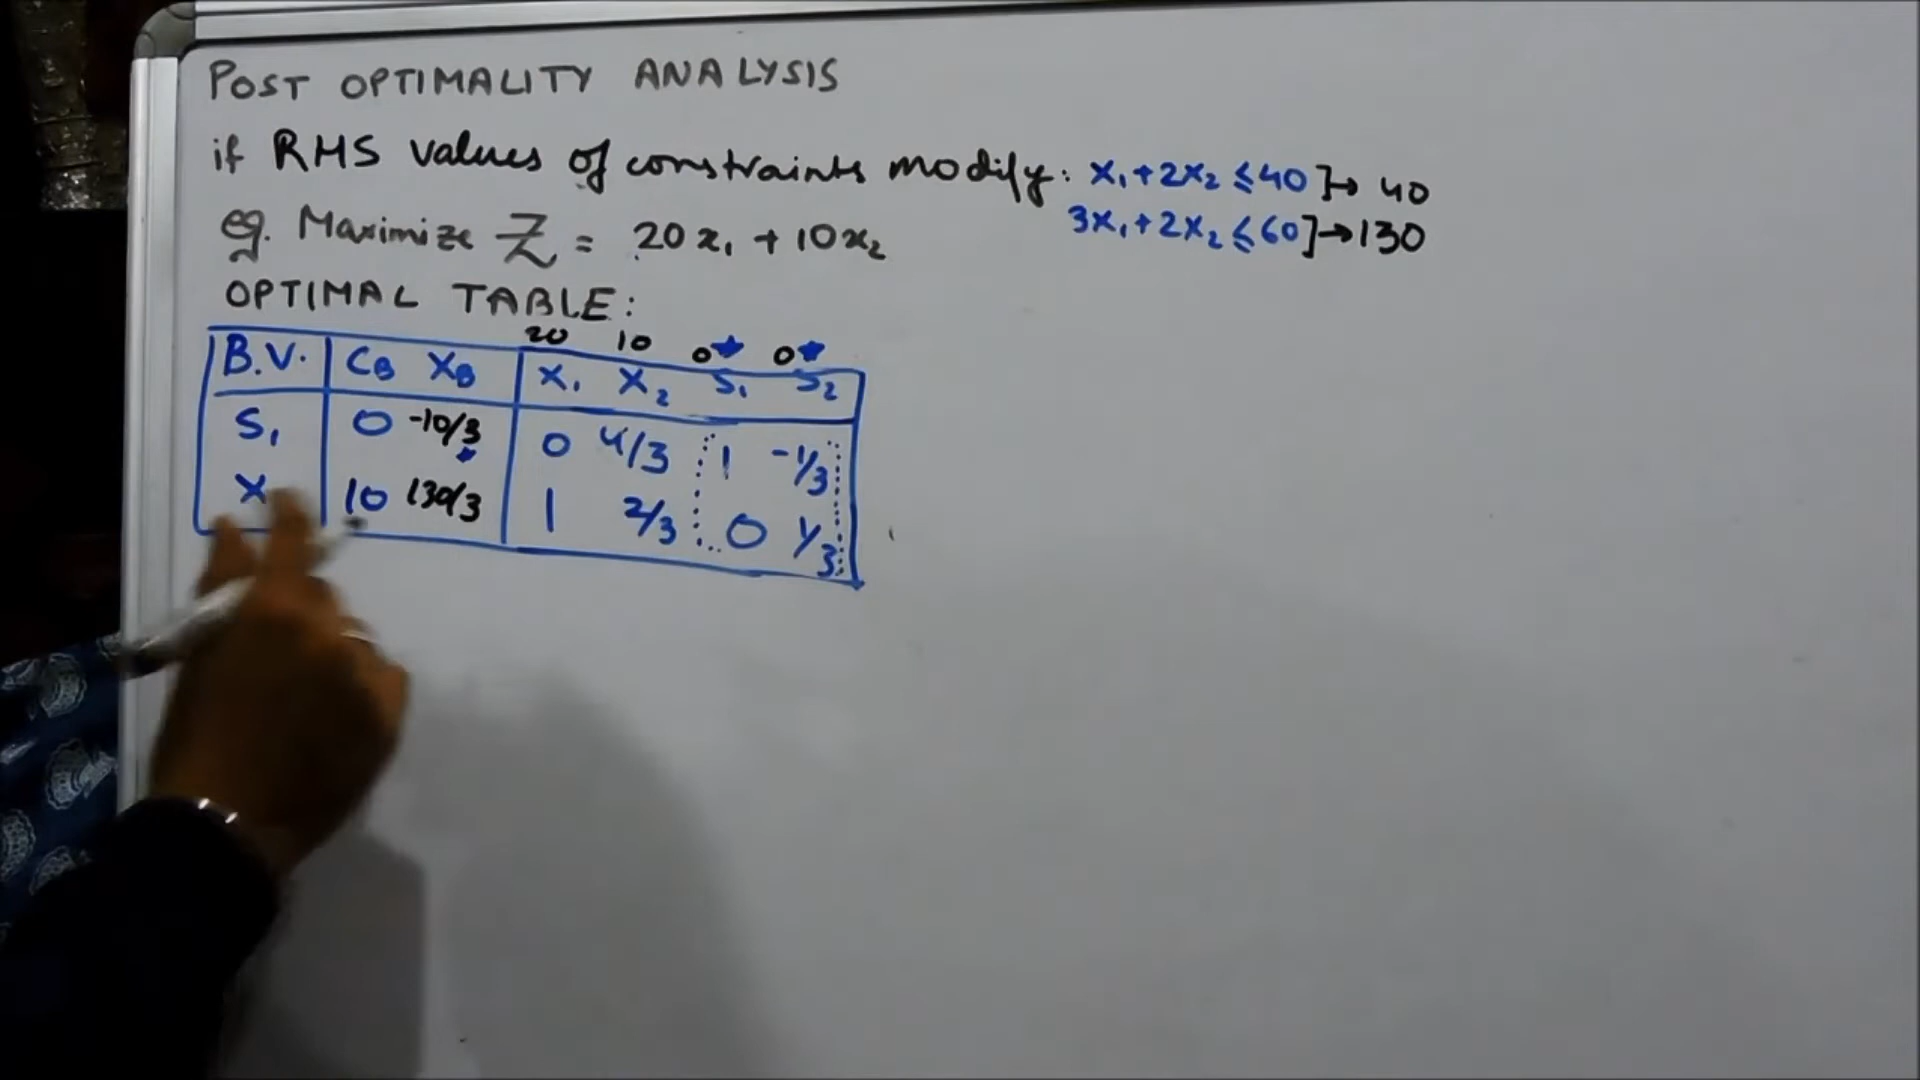 POST OPTIMALITY ANALYSIS
if RHS values of constraints modify: x₁+2x₂ ≤40]→ 40
3x₁+2x₂ ≤60]→130
eg. Maximize Z = 20x₁ + 10x₂
OPTIMAL TABLE:
20 10 0* 0*
B.V. CB XB X₁ X₂ S₁ S₂
S₁ 0 -10/3 0 4/3 1 -1/3
X 10 130/3 1 2/3 0 1/3